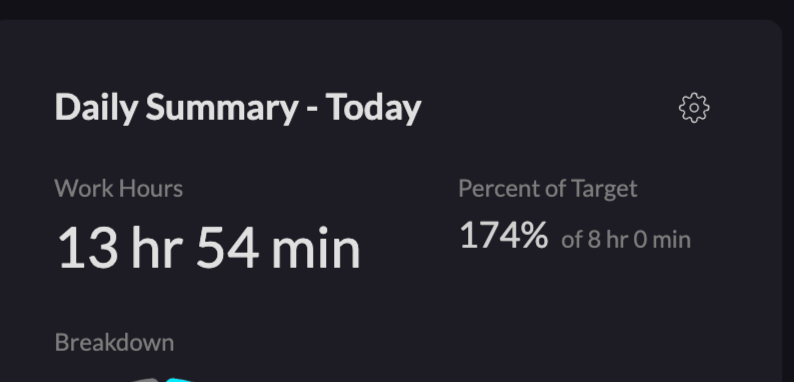 Daily Summary - Today
Work Hours
13 hr 54 min
Percent of Target
174% of 8 hr 0 min
Breakdown